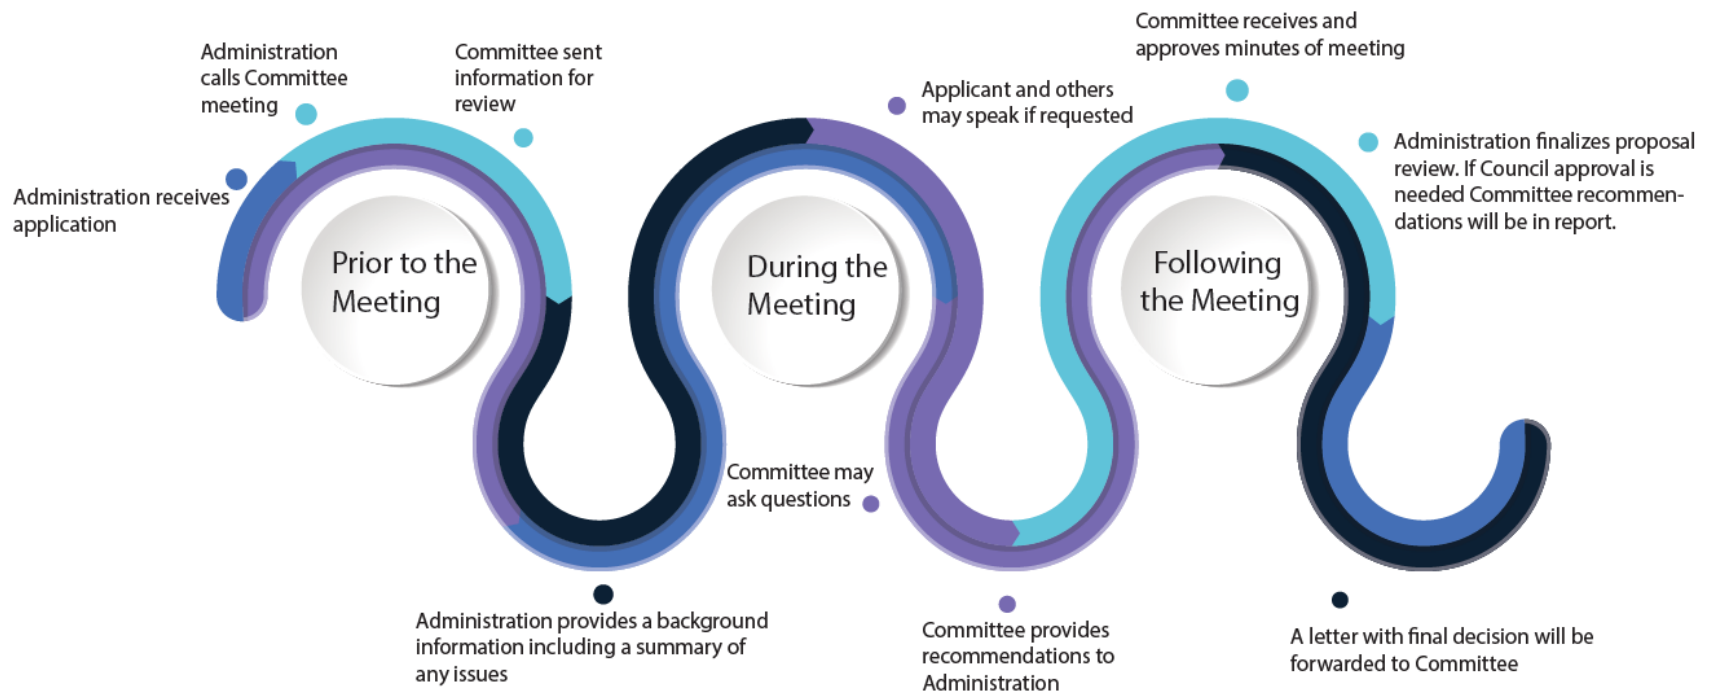 Administration receives
application
Administration
calls Committee
meeting
Committee sent
information for
review
Prior to the
Meeting
Administration provides a background
information including a summary of
any issues
During the
Meeting
Applicant and others
may speak if requested
Committee may
ask questions
Committee provides
recommendations to
Administration
Committee receives and
approves minutes of meeting
Following
the Meeting
Administration finalizes proposal
review. If Council approval is
needed Committee recommen-
dations will be in report.
A letter with final decision will be
forwarded to Committee